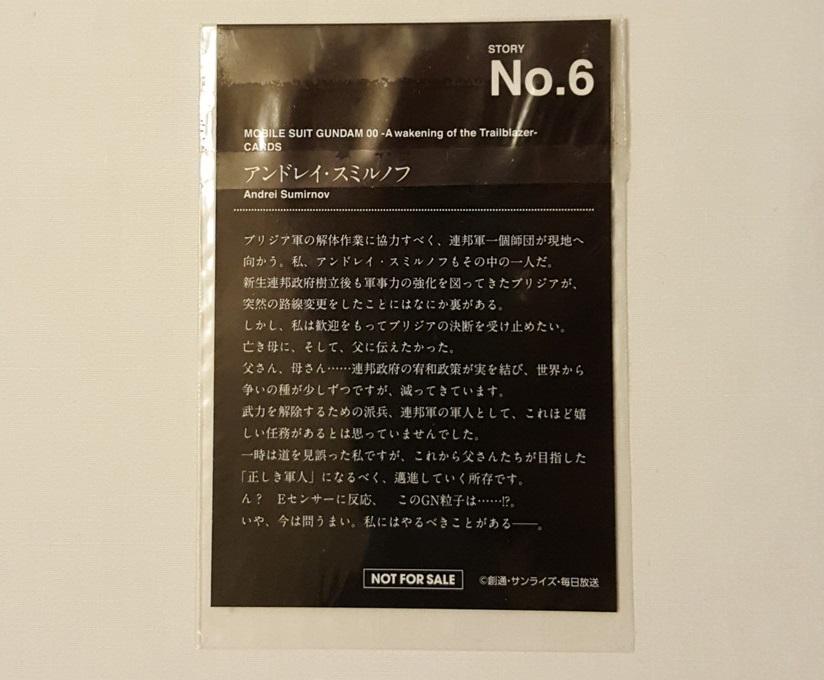 STORY
No.6
MOBILE SUIT GUNDAM 00 -Awakening of the Trailblazer-
CARDS
アンドレイ・スミルノフ
Andrei Sumirnov
ブリジア軍の解体作業に協力すべく、連邦軍一個師団が現地へ
向かう。私、アンドレイ・スミルノフもその中の一人だ。
新生連邦政府樹立後も軍事力の強化を図ってきたブリジアが、
突然の路線変更をしたことにはなにか裏がある。
しかし、私は歓迎をもってブリジアの決断を受け止めたい。
亡き母に、そして、父に伝えたかった。
父さん、母さん……連邦政府の宥和政策が実を結び、世界から
争いの種が少しずつですが、減ってきています。
武力を解除するための派兵、連邦軍の軍人として、これほど嬉
しい任務があるとは思っていませんでした。
一時は道を見誤った私ですが、これから父さんたちが目指した
「正しき軍人」になるべく、邁進していく所存です。
ん？　Eセンサーに反応、　このGN粒子は……!?。
いや、今は問うまい。私にはやるべきことがある──。
NOT FOR SALE
©創通・サンライズ・毎日放送